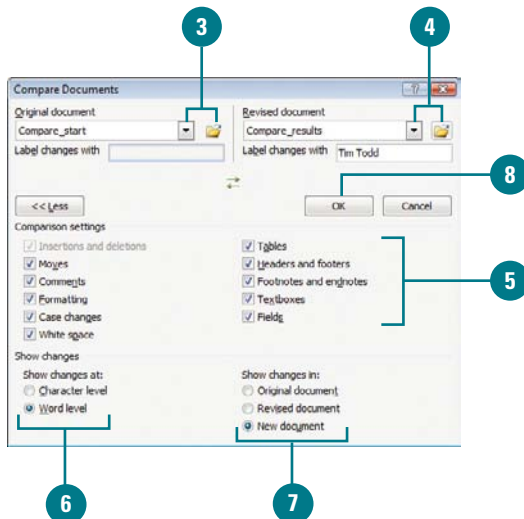 3
4
Compare Documents
Original document
Revised document
Compare_start
Compare_results
Label changes with
Label changes with
Tim Todd
8
<< Less
OK
Cancel
Comparison settings
Insertions and deletions
Tables
Moves
Headers and footers
Comments
Footnotes and endnotes
5
Formatting
Textboxes
Case changes
Fields
White space
Show changes
Show changes at:
Show changes in:
Character level
Original document
Word level
Revised document
New document
6
7